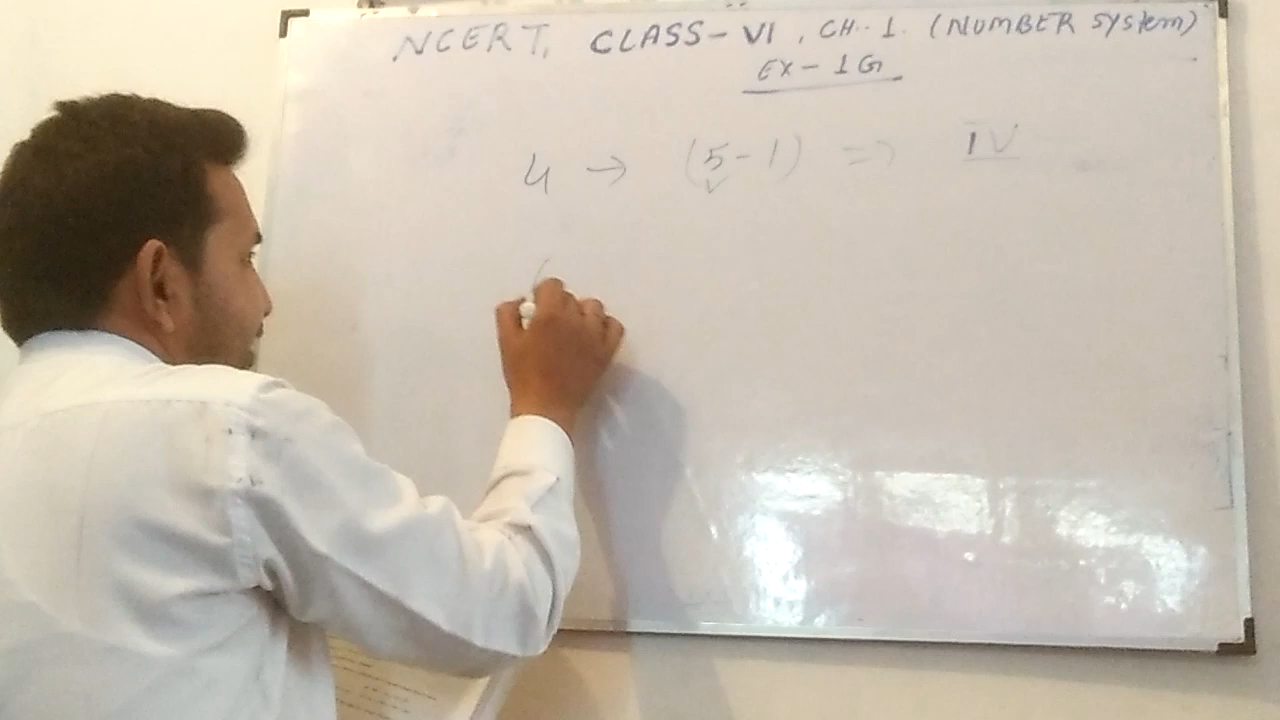 NCERT, CLASS-VI, CH-1. (NUMBER System)
EX-1G
4 → (5-1) => IV